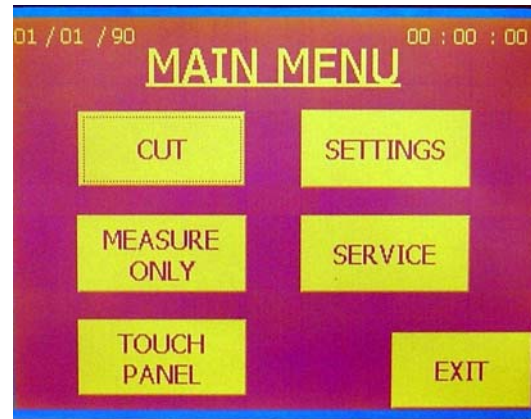 01 / 01 / 90 00 : 00 : 00
MAIN MENU
CUT
SETTINGS
MEASURE
ONLY
SERVICE
TOUCH
PANEL
EXIT